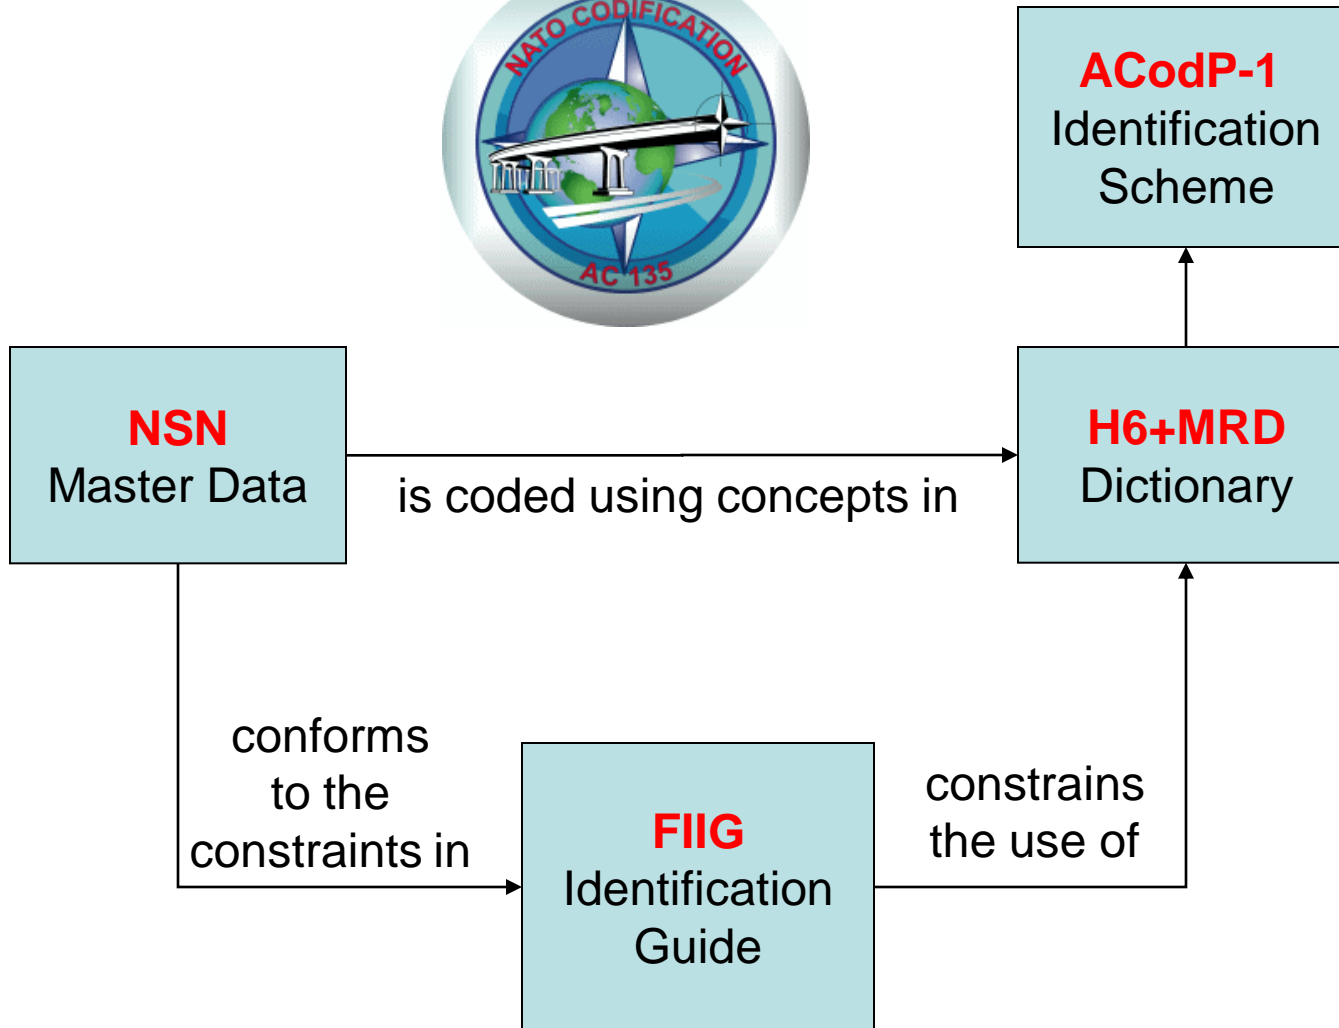 NATO CODIFICATION
AC 135
ACodP-1
Identification
Scheme
NSN
Master Data
is coded using concepts in
H6+MRD
Dictionary
conforms
to the
constraints in
FIIG
Identification
Guide
constrains
the use of